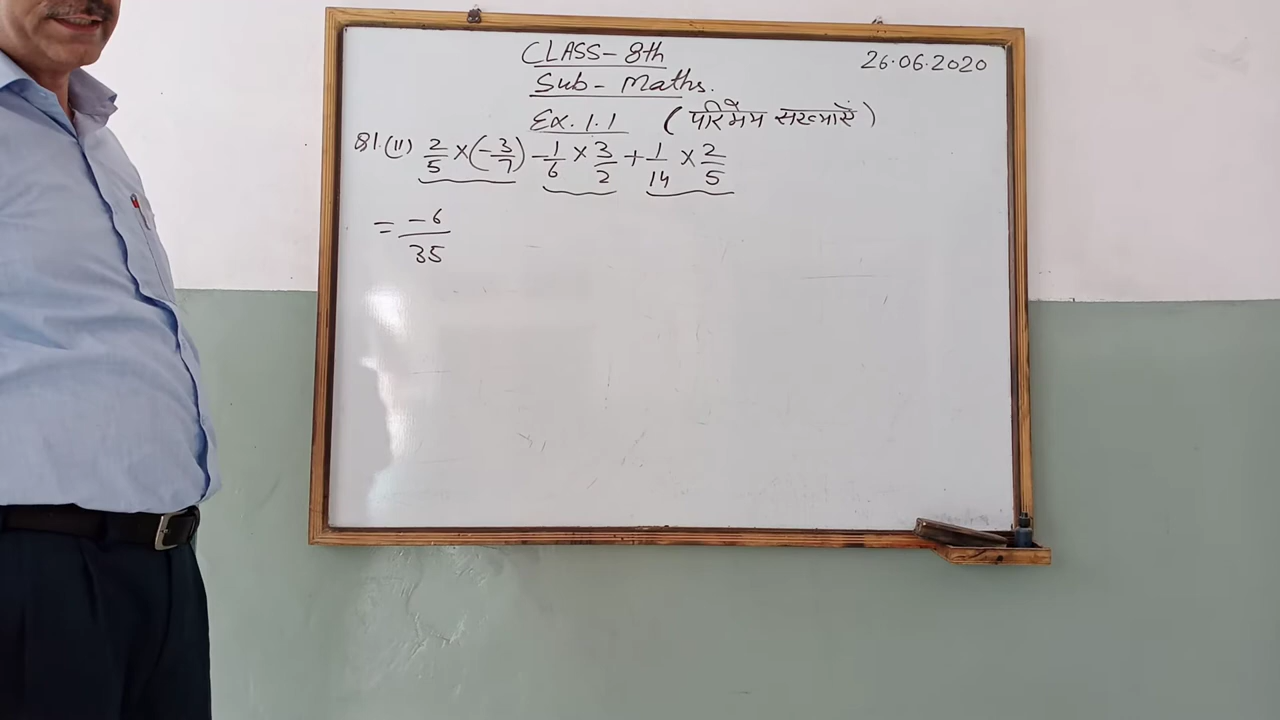 CLASS-8th
26.06.2020
Sub- Maths.
Ex. 1.1 (परिमेय संख्याएें)
Q1.(ii) 2/5 × (-3/7) - 1/6 × 3/2 + 1/14 × 2/5
= -6/35